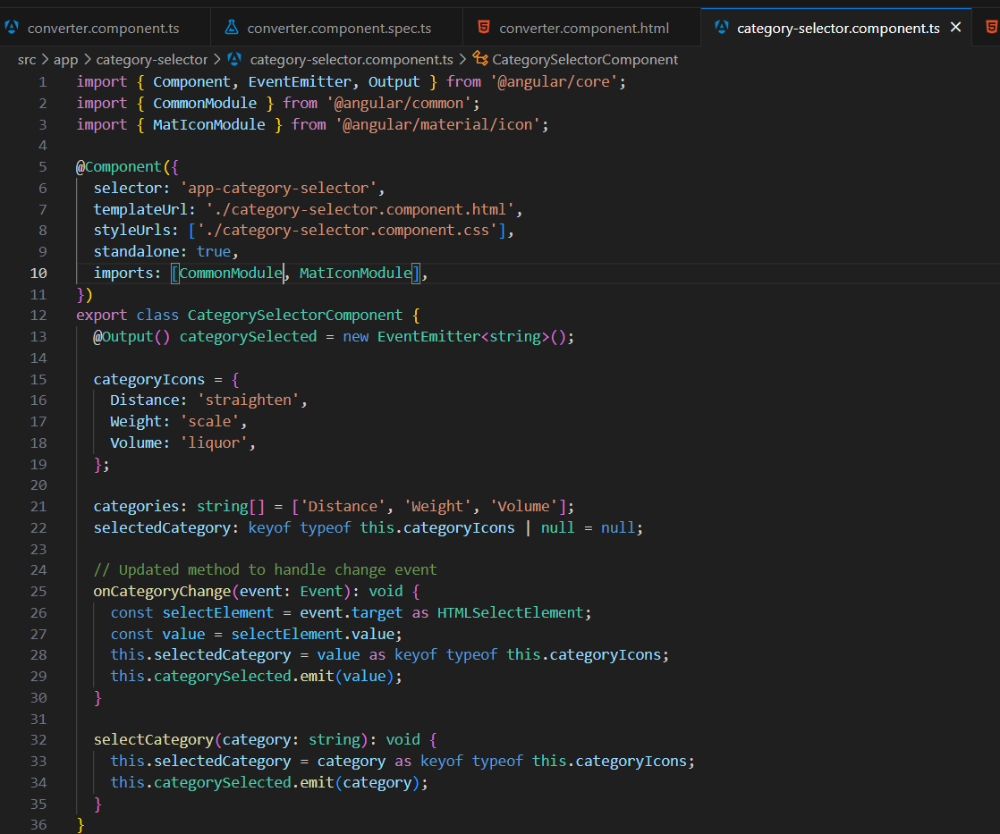 converter.component.ts
converter.component.spec.ts
converter.component.html
category-selector.component.ts
src > app > category-selector > category-selector.component.ts > CategorySelectorComponent
1 import { Component, EventEmitter, Output } from '@angular/core';
2 import { CommonModule } from '@angular/common';
3 import { MatIconModule } from '@angular/material/icon';
4
5 @Component({
6   selector: 'app-category-selector',
7   templateUrl: './category-selector.component.html',
8   styleUrls: ['./category-selector.component.css'],
9   standalone: true,
10   imports: [CommonModule, MatIconModule],
11 })
12 export class CategorySelectorComponent {
13   @Output() categorySelected = new EventEmitter<string>();
14
15   categoryIcons = {
16     Distance: 'straighten',
17     Weight: 'scale',
18     Volume: 'liquor',
19   };
20
21   categories: string[] = ['Distance', 'Weight', 'Volume'];
22   selectedCategory: keyof typeof this.categoryIcons | null = null;
23
24   // Updated method to handle change event
25   onCategoryChange(event: Event): void {
26     const selectElement = event.target as HTMLSelectElement;
27     const value = selectElement.value;
28     this.selectedCategory = value as keyof typeof this.categoryIcons;
29     this.categorySelected.emit(value);
30   }
31
32   selectCategory(category: string): void {
33     this.selectedCategory = category as keyof typeof this.categoryIcons;
34     this.categorySelected.emit(category);
35   }
36 }